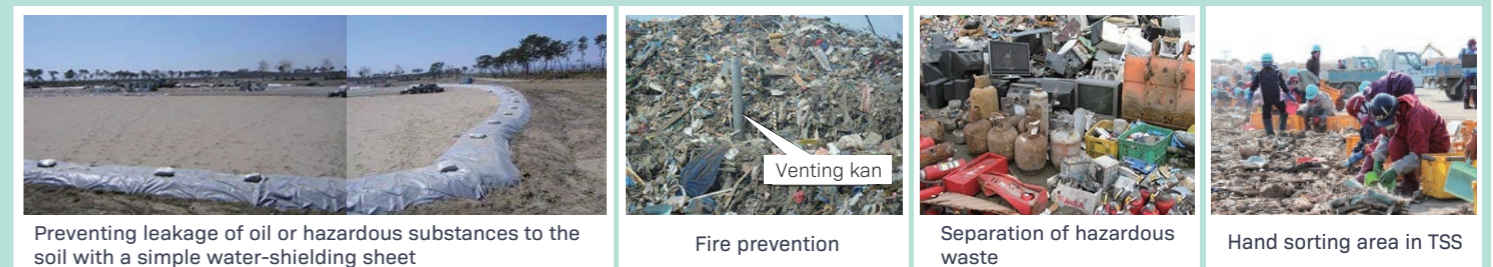 Venting kan
Preventing leakage of oil or hazardous substances to the
soil with a simple water-shielding sheet
Fire prevention
Separation of hazardous
waste
Hand sorting area in TSS